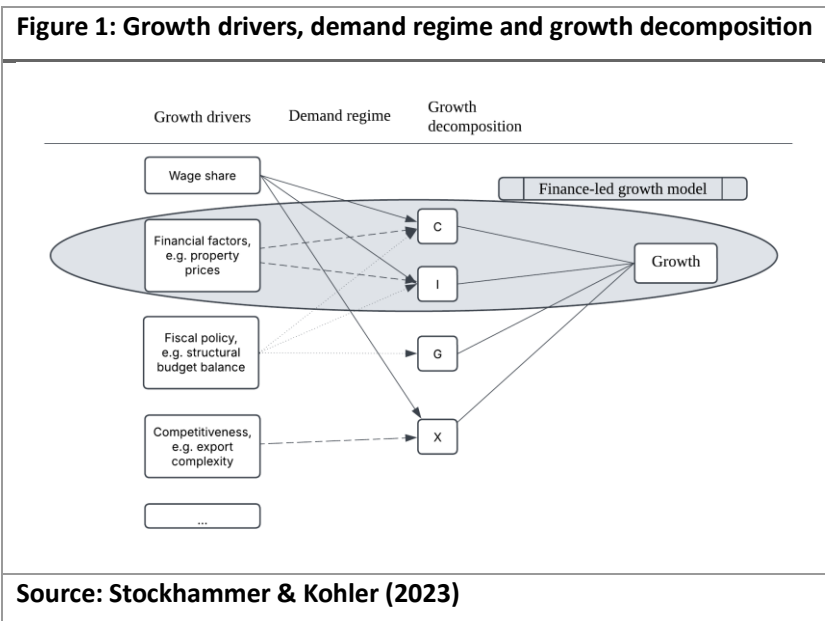 Figure 1: Growth drivers, demand regime and growth decomposition
Growth drivers
Demand regime
Growth
decomposition
Wage share
Finance-led growth model
Financial factors,
e.g. property
prices
C
I
Growth
Fiscal policy,
e.g. structural
budget balance
G
Competitiveness,
e.g. export
complexity
X
...
Source: Stockhammer & Kohler (2023)